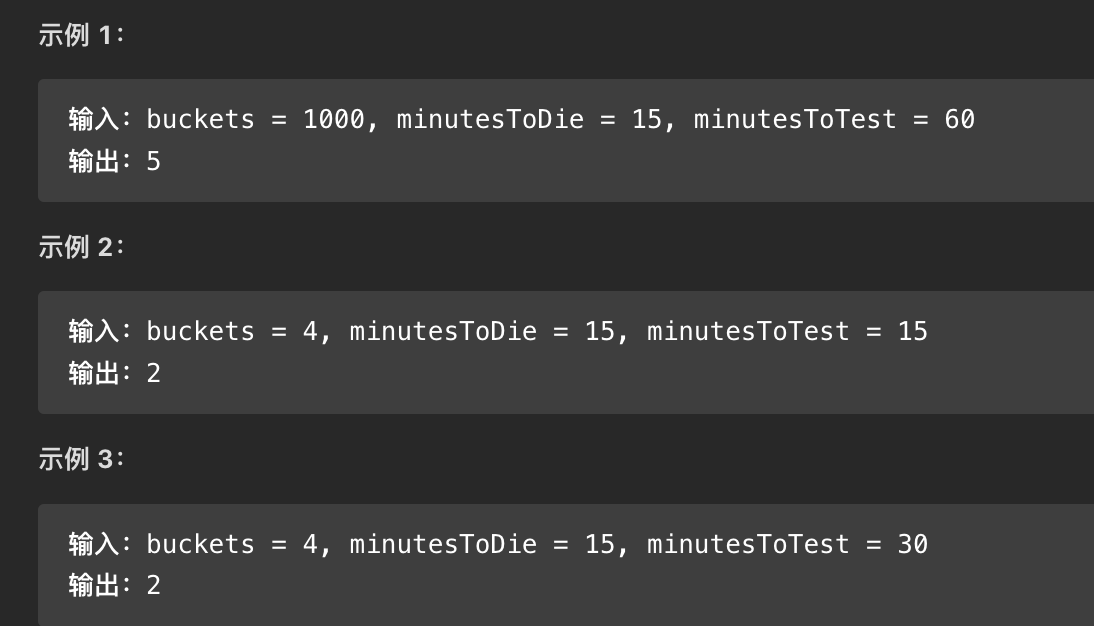 示例 1：
输入：buckets = 1000, minutesToDie = 15, minutesToTest = 60
输出：5
示例 2：
输入：buckets = 4, minutesToDie = 15, minutesToTest = 15
输出：2
示例 3：
输入：buckets = 4, minutesToDie = 15, minutesToTest = 30
输出：2